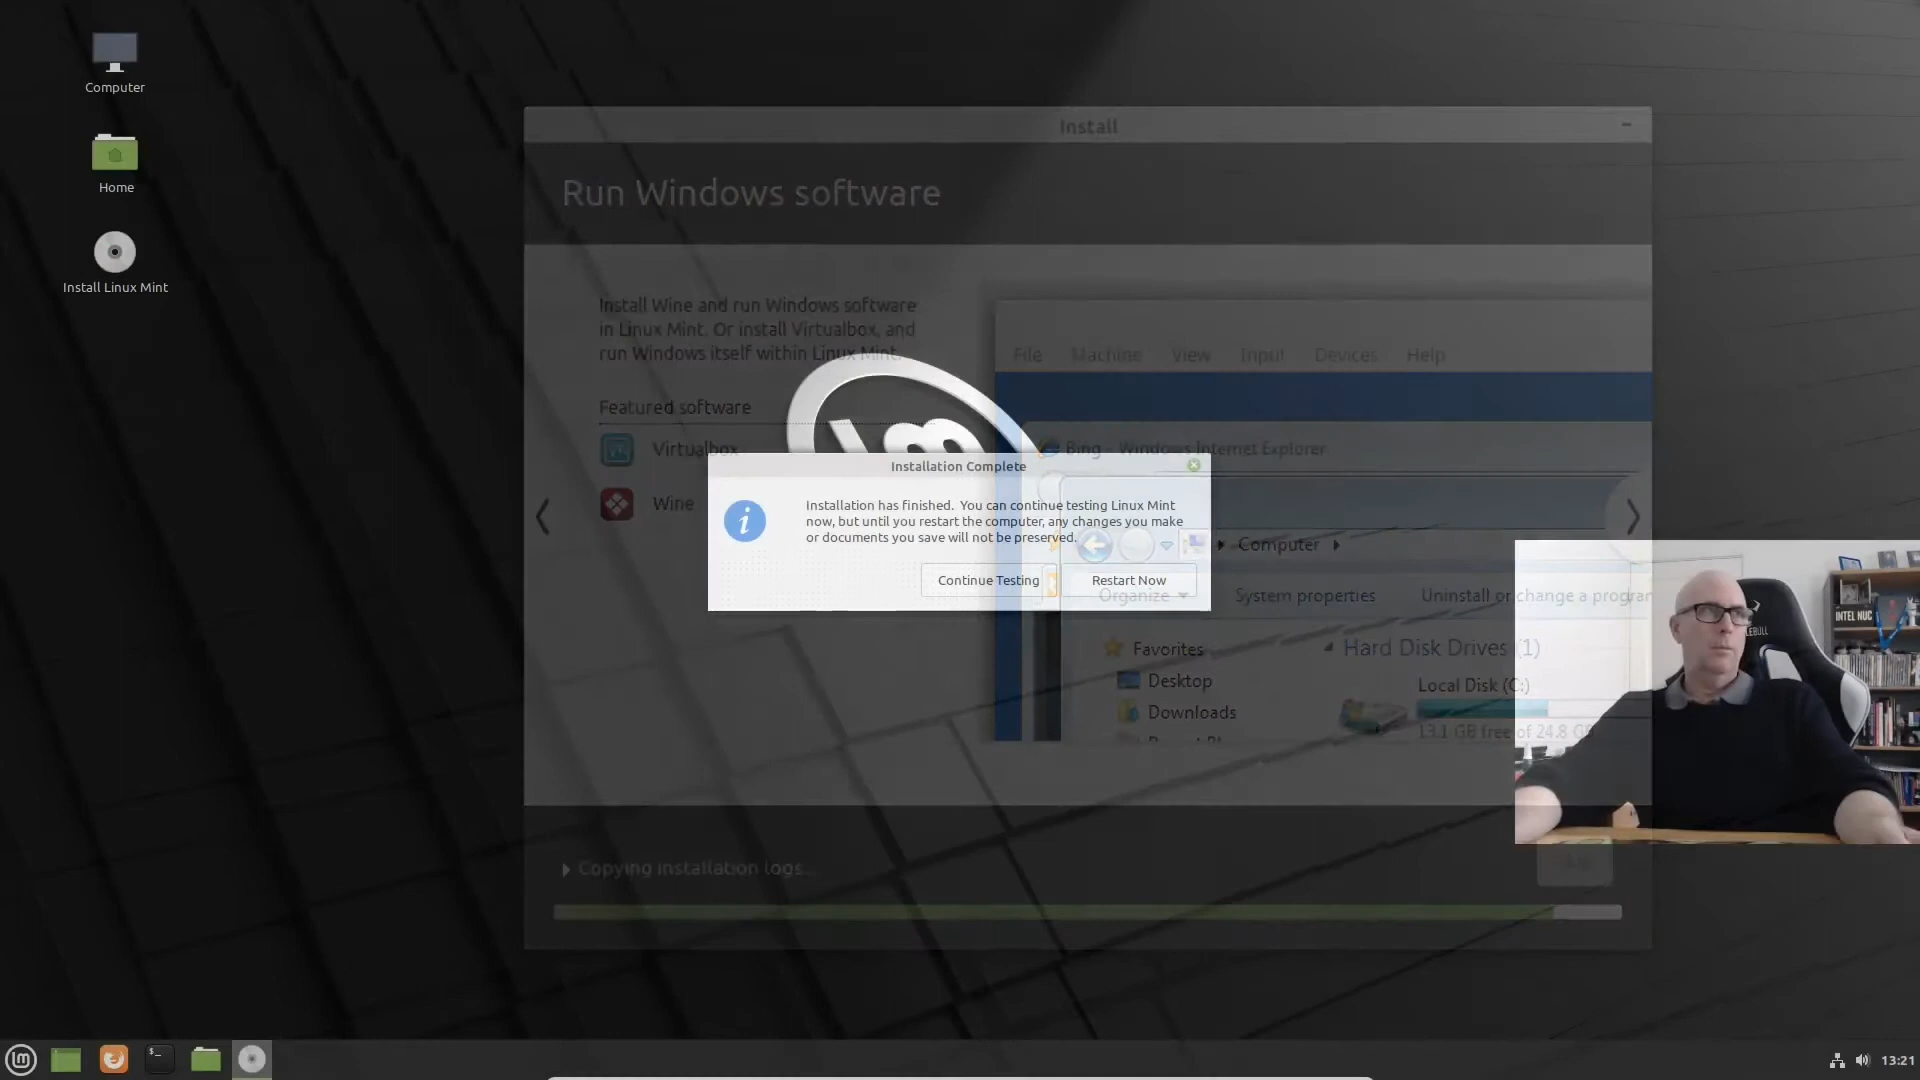 Computer
Home
Install Linux Mint
Install
Run Windows software
Install Wine and run Windows software
in Linux Mint. Or install Virtualbox, and
run Windows itself within Linux Mint.
Featured software
Virtualbox
Wine
File Machine View Input Devices Help
Bing - Windows Internet Explorer
Installation Complete
Installation has finished. You can continue testing Linux Mint
now, but until you restart the computer, any changes you make
or documents you save will not be preserved.
Continue Testing
Restart Now
Computer
Organize
System properties
Uninstall or change a program
Favorites
Desktop
Downloads
Hard Disk Drives (1)
Local Disk (C:)
13.1 GB free of 24.8 GB
INTEL NUC
Copying installation logs...
$_
13:21